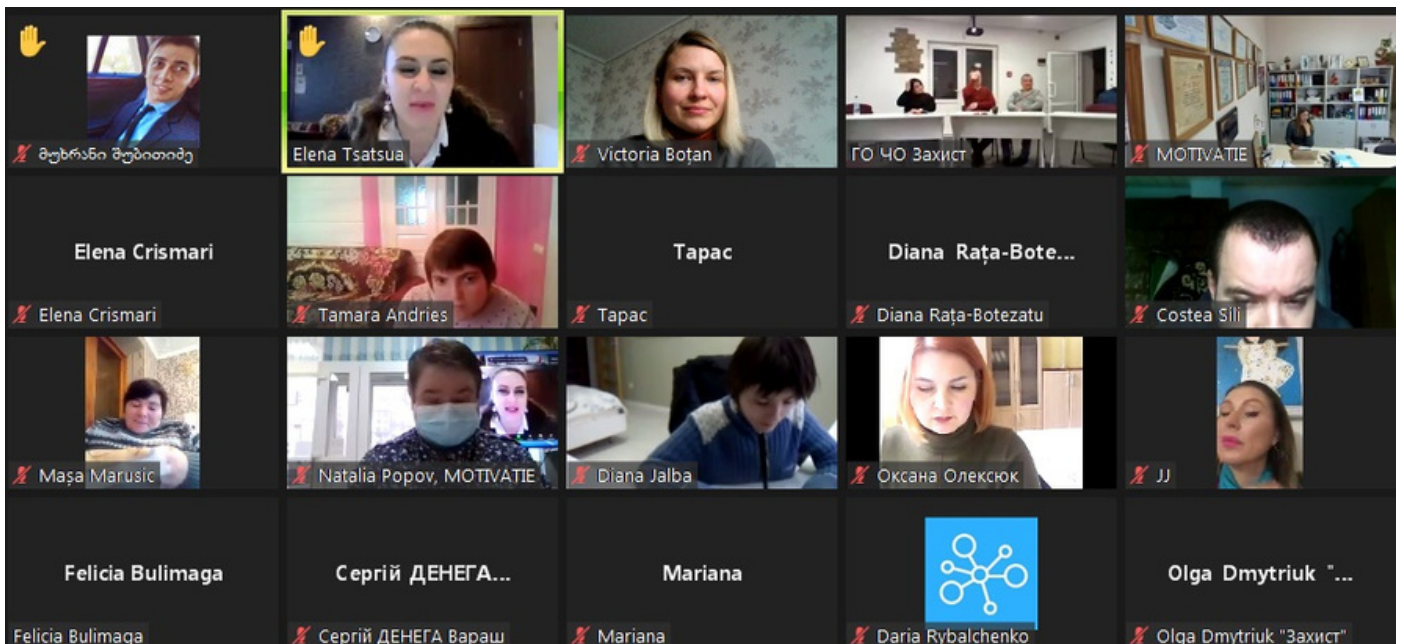 მუხრანი შუბითიძე
Elena Tsatsua
Victoria Boțan
ГО ЧО Захист
MOTIVATIE
Elena Crismari
Elena Crismari
Tamara Andries
Тарас
Тарас
Diana Rața-Bote...
Diana Rața-Botezatu
Costea Sili
Mașa Marusic
Natalia Popov, MOTIVATIE
Diana Jalba
Оксана Олексюк
JJ
Felicia Bulimaga
Felicia Bulimaga
Сергій ДЕНЕГА...
Сергій ДЕНЕГА Вараш
Mariana
Mariana
Daria Rybalchenko
Olga Dmytriuk "...
Olga Dmytriuk "Захист"